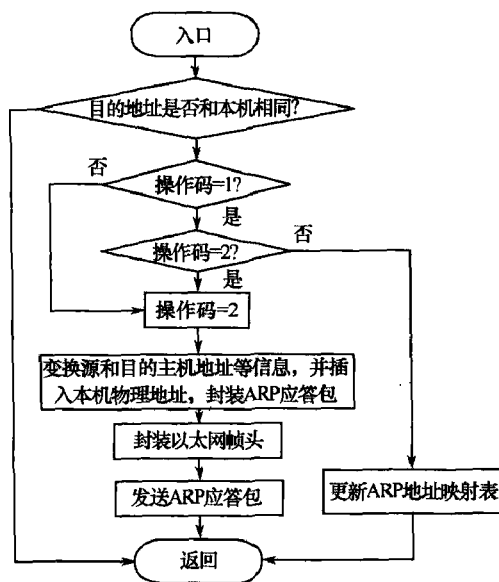 入口
目的地址是否和本机相同?
否
操作码=1?
是
操作码=2?
否
是
操作码=2
变换源和目的主机地址等信息，并插
入本机物理地址，封装ARP应答包
封装以太网帧头
发送ARP应答包
更新ARP地址映射表
返回